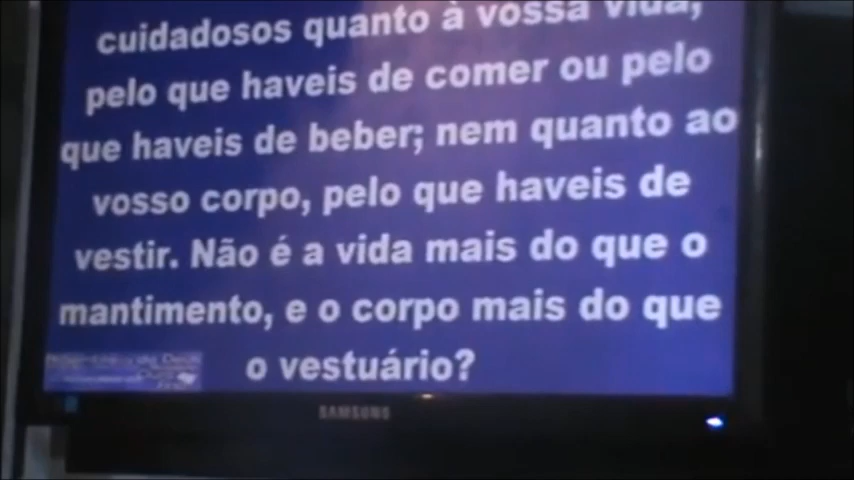 cuidadosos quanto à vossa vida,
pelo que haveis de comer ou pelo
que haveis de beber; nem quanto ao
vosso corpo, pelo que haveis de
vestir. Não é a vida mais do que o
mantimento, e o corpo mais do que
o vestuário?
SAMSUNG